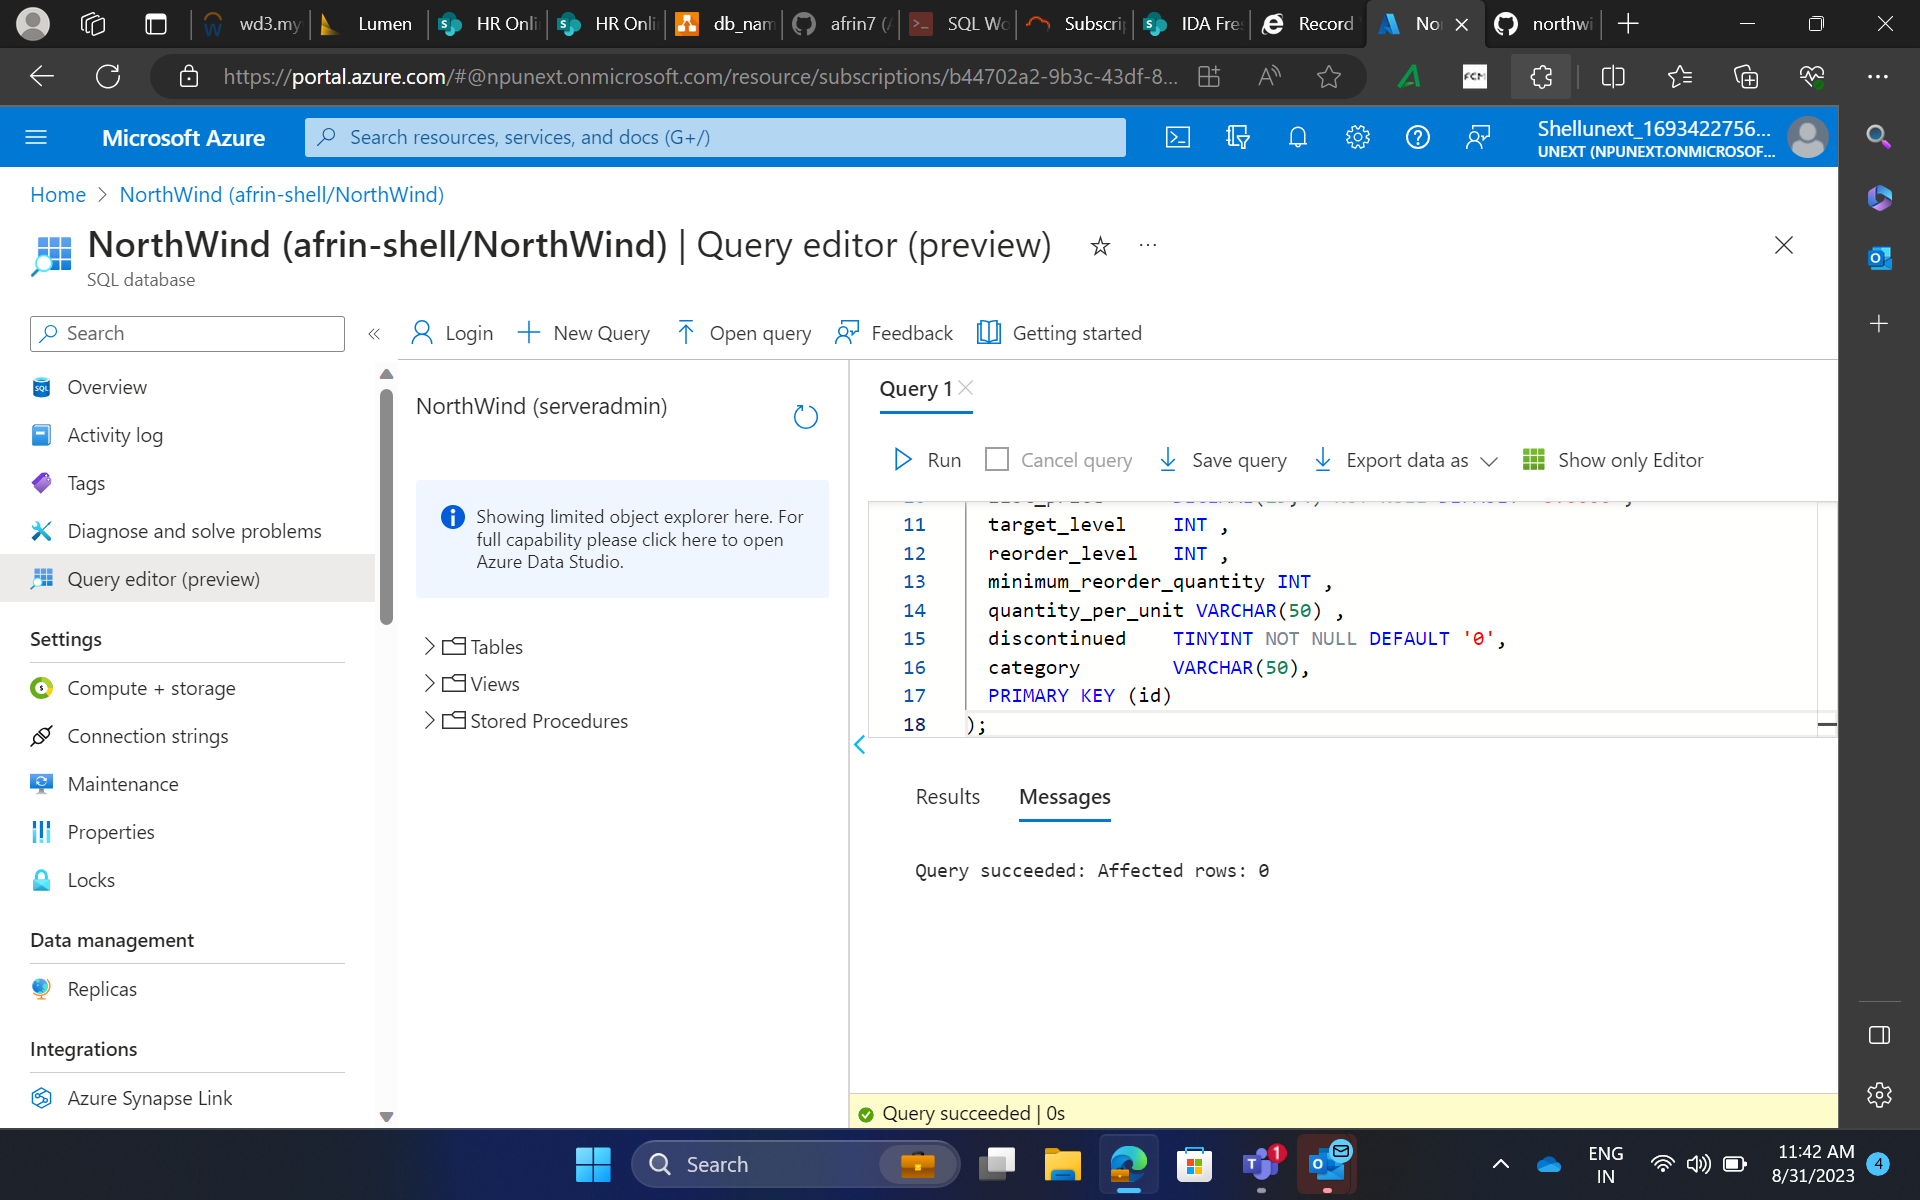 wd3.my
Lumen
HR Onli
HR Onli
db_nam
afrin7 (
SQL Wo
Subscrip
IDA Fres
Record
No
northwi
https://portal.azure.com/#@npunext.onmicrosoft.com/resource/subscriptions/b44702a2-9b3c-43df-8...
FCM
Microsoft Azure
Search resources, services, and docs (G+/)
Shellunext_1693422756...
UNEXT (NPUNEXT.ONMICROSOF...
Home > NorthWind (afrin-shell/NorthWind)
NorthWind (afrin-shell/NorthWind) | Query editor (preview)
SQL database
Search
Login
New Query
Open query
Feedback
Getting started
Overview
Activity log
Tags
Diagnose and solve problems
Query editor (preview)
Settings
Compute + storage
Connection strings
Maintenance
Properties
Locks
Data management
Replicas
Integrations
Azure Synapse Link
NorthWind (serveradmin)
Showing limited object explorer here. For
full capability please click here to open
Azure Data Studio.
Tables
Views
Stored Procedures
Query 1
Run
Cancel query
Save query
Export data as
Show only Editor
11 target_level INT ,
12 reorder_level INT ,
13 minimum_reorder_quantity INT ,
14 quantity_per_unit VARCHAR(50) ,
15 discontinued TINYINT NOT NULL DEFAULT '0',
16 category VARCHAR(50),
17 PRIMARY KEY (id)
18 );
Results
Messages
Query succeeded: Affected rows: 0
Query succeeded | 0s
Search
1
ENG
IN
11:42 AM
8/31/2023
4